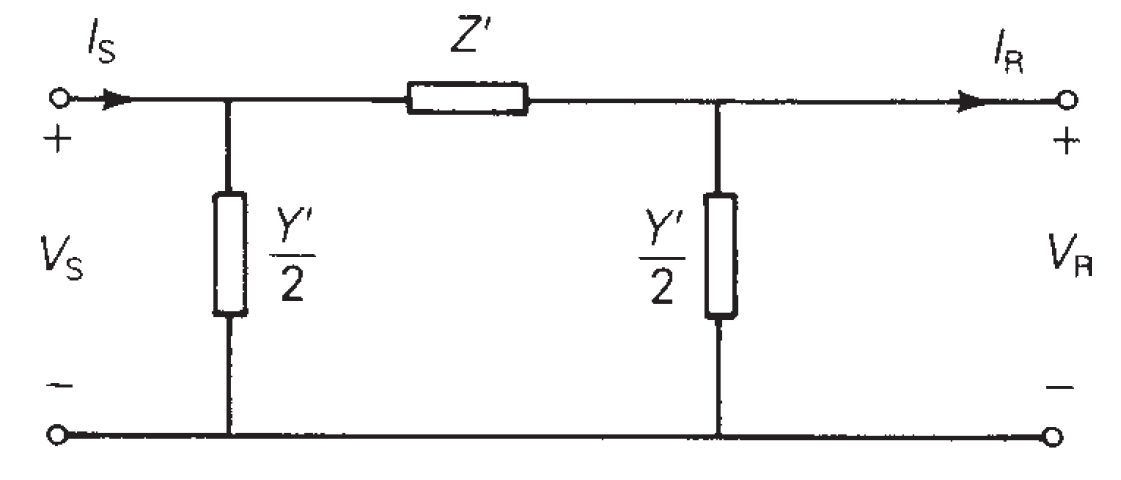 I_S Z' I_R
+ +
V_S Y'/2 Y'/2 V_R
− −